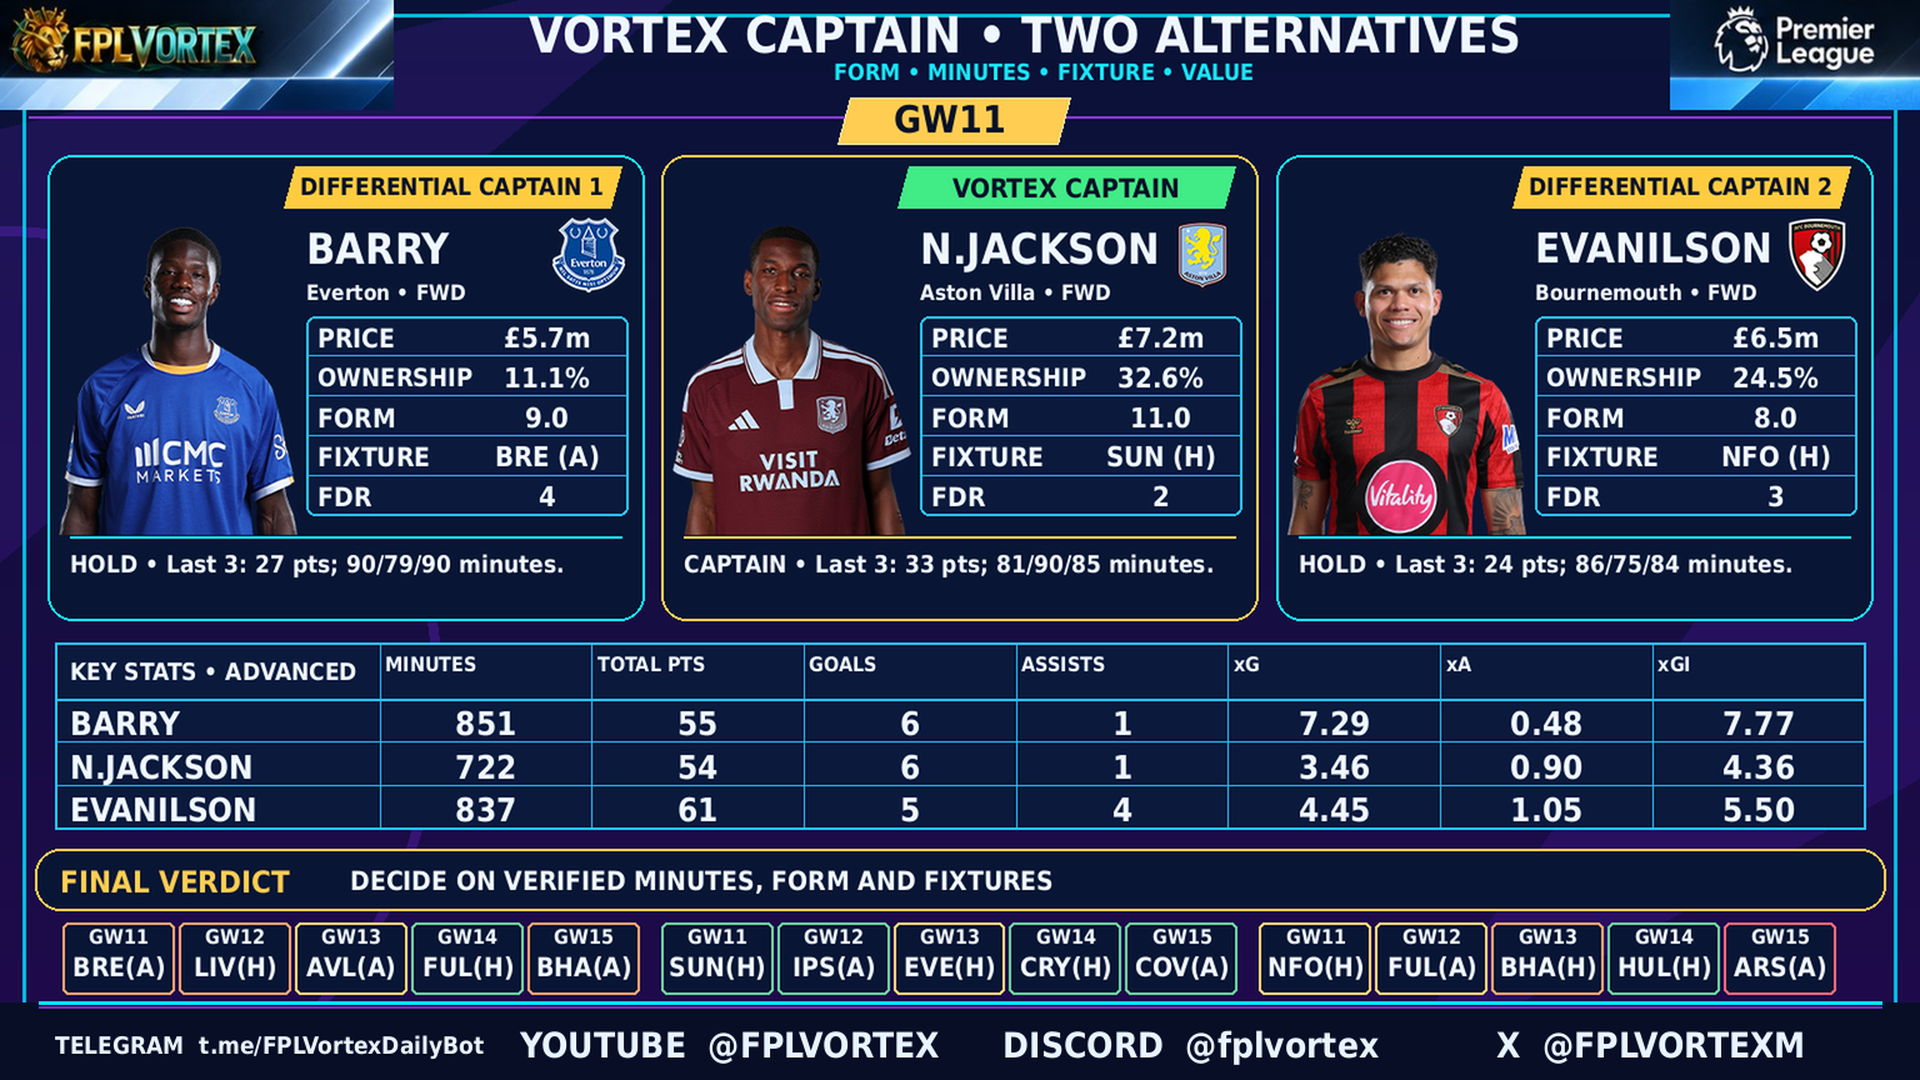 FPLVORTEX
VORTEX CAPTAIN • TWO ALTERNATIVES
FORM • MINUTES • FIXTURE • VALUE
Premier
League
GW11
DIFFERENTIAL CAPTAIN 1
BARRY
Everton
Everton • FWD
PRICE £5.7m
OWNERSHIP 11.1%
FORM 9.0
FIXTURE BRE (A)
FDR 4
CMC
MARKETS
HOLD • Last 3: 27 pts; 90/79/90 minutes.
VORTEX CAPTAIN
N.JACKSON
ASTON VILLA
Aston Villa • FWD
PRICE £7.2m
OWNERSHIP 32.6%
FORM 11.0
FIXTURE SUN (H)
FDR 2
VISIT
RWANDA
CAPTAIN • Last 3: 33 pts; 81/90/85 minutes.
DIFFERENTIAL CAPTAIN 2
EVANILSON
Bournemouth • FWD
PRICE £6.5m
OWNERSHIP 24.5%
FORM 8.0
FIXTURE NFO (H)
FDR 3
Vitality
HOLD • Last 3: 24 pts; 86/75/84 minutes.
KEY STATS • ADVANCED MINUTES TOTAL PTS GOALS ASSISTS xG xA xGI
BARRY 851 55 6 1 7.29 0.48 7.77
N.JACKSON 722 54 6 1 3.46 0.90 4.36
EVANILSON 837 61 5 4 4.45 1.05 5.50
FINAL VERDICT DECIDE ON VERIFIED MINUTES, FORM AND FIXTURES
GW11 GW12 GW13 GW14 GW15 GW11 GW12 GW13 GW14 GW15 GW11 GW12 GW13 GW14 GW15
BRE(A) LIV(H) AVL(A) FUL(H) BHA(A) SUN(H) IPS(A) EVE(H) CRY(H) COV(A) NFO(H) FUL(A) BHA(H) HUL(H) ARS(A)
TELEGRAM t.me/FPLVortexDailyBot YOUTUBE @FPLVORTEX DISCORD @fplvortex X @FPLVORTEXM